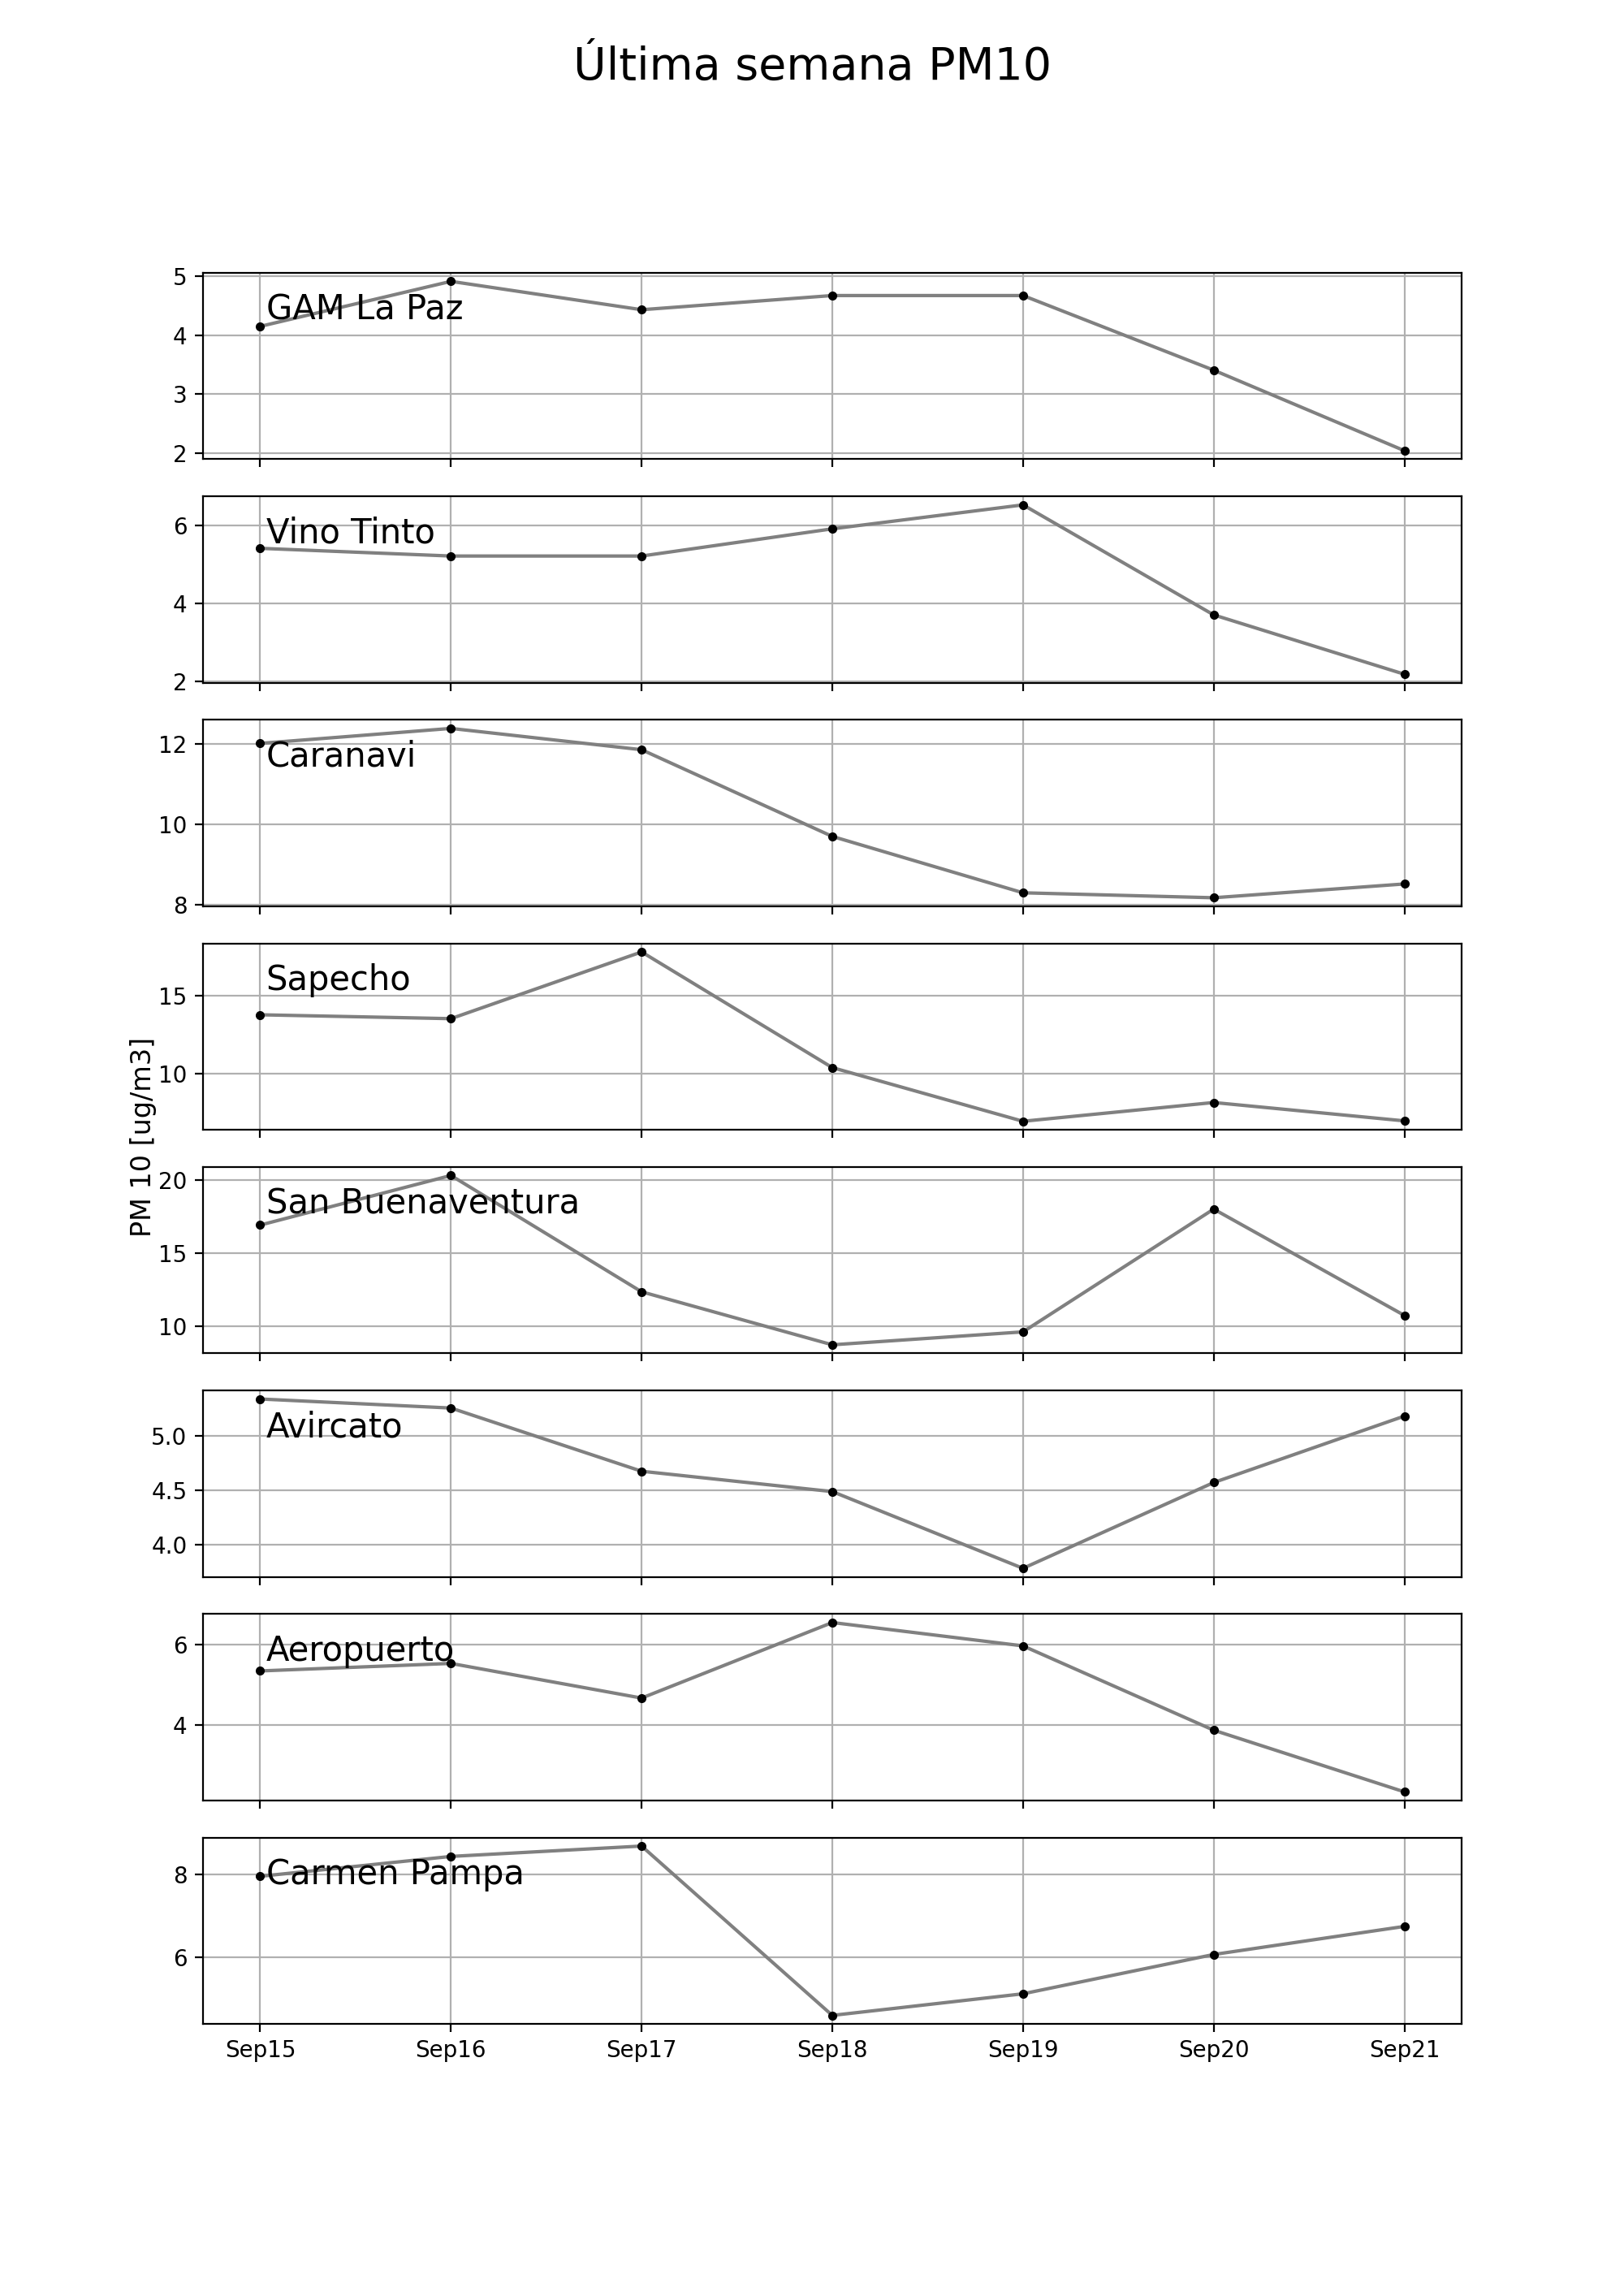 Última semana PM10
5
4
3
2
GAM La Paz
6
4
2
Vino Tinto
12
10
8
Caranavi
15
10
Sapecho
PM 10 [ug/m3]
20
15
10
San Buenaventura
5.0
4.5
4.0
Avircato
6
4
Aeropuerto
8
6
Carmen Pampa
Sep15 Sep16 Sep17 Sep18 Sep19 Sep20 Sep21